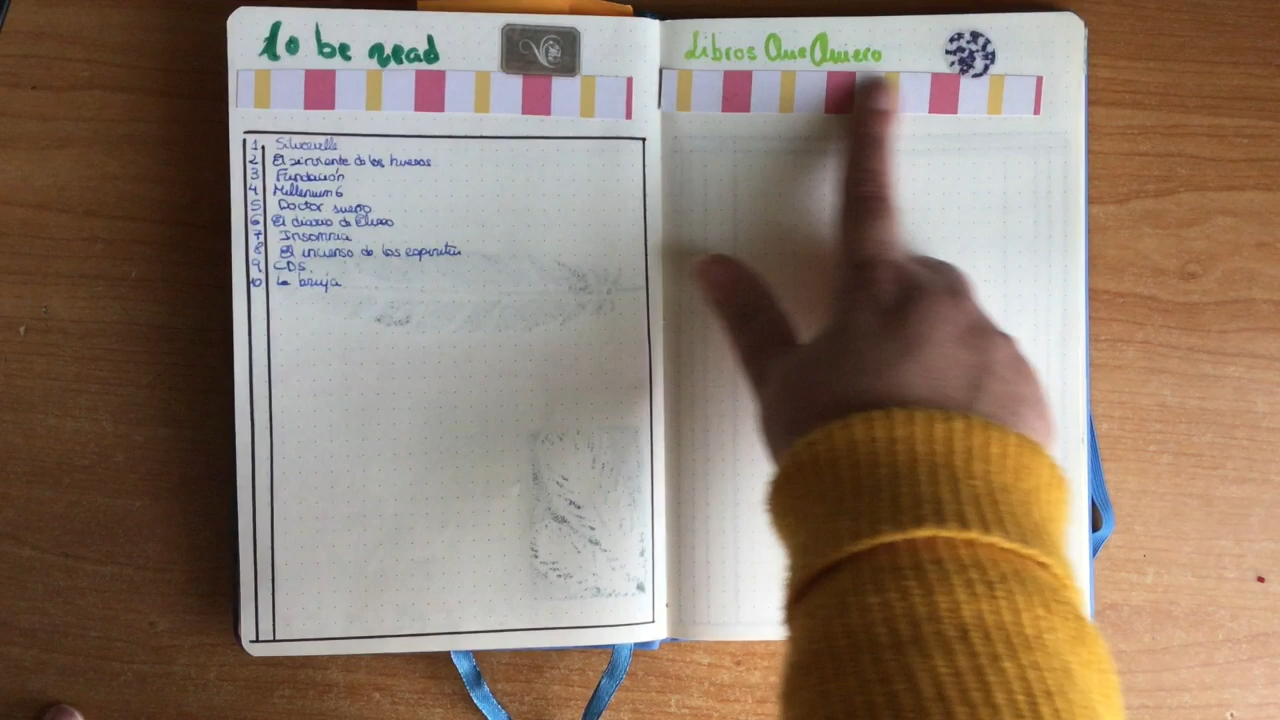 To be read
Libros Que Quiero
1 Silvervelle
2 El sirviente de los huesos
3 Fundación
4 Millenium 6
5 Doctor sueño
6 El diario de Eliseo
7 Insomnia
8 El incienso de los espíritus
9 CDS
10 La bruja